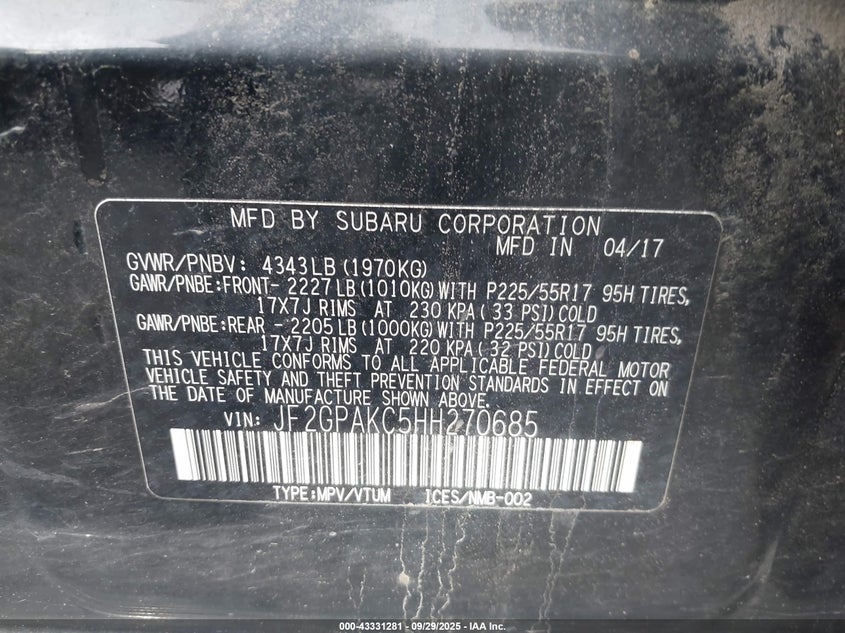 MFD BY SUBARU CORPORATION
MFD IN 04/17
GVWR/PNBV: 4343LB (1970KG)
GAWR/PNBE:FRONT- 2227LB (1010KG) WITH P225/55R17 95H TIRES,
17X7J RIMS AT 230 KPA( 33 PSI) COLD
GAWR/PNBE:REAR - 2205LB (1000KG) WITH P225/55R17 95H TIRES,
17X7J RIMS AT 220 KPA( 32 PSI) COLD
THIS VEHICLE CONFORMS TO ALL APPLICABLE FEDERAL MOTOR
VEHICLE SAFETY AND THEFT PREVENTION STANDARDS IN EFFECT ON
THE DATE OF MANUFACTURE SHOWN ABOVE.
VIN: JF2GPAKC5HH270685
TYPE:MPV/VTUM ICES/NMB-002
000-43331281 - 09/29/2025 - IAA Inc.